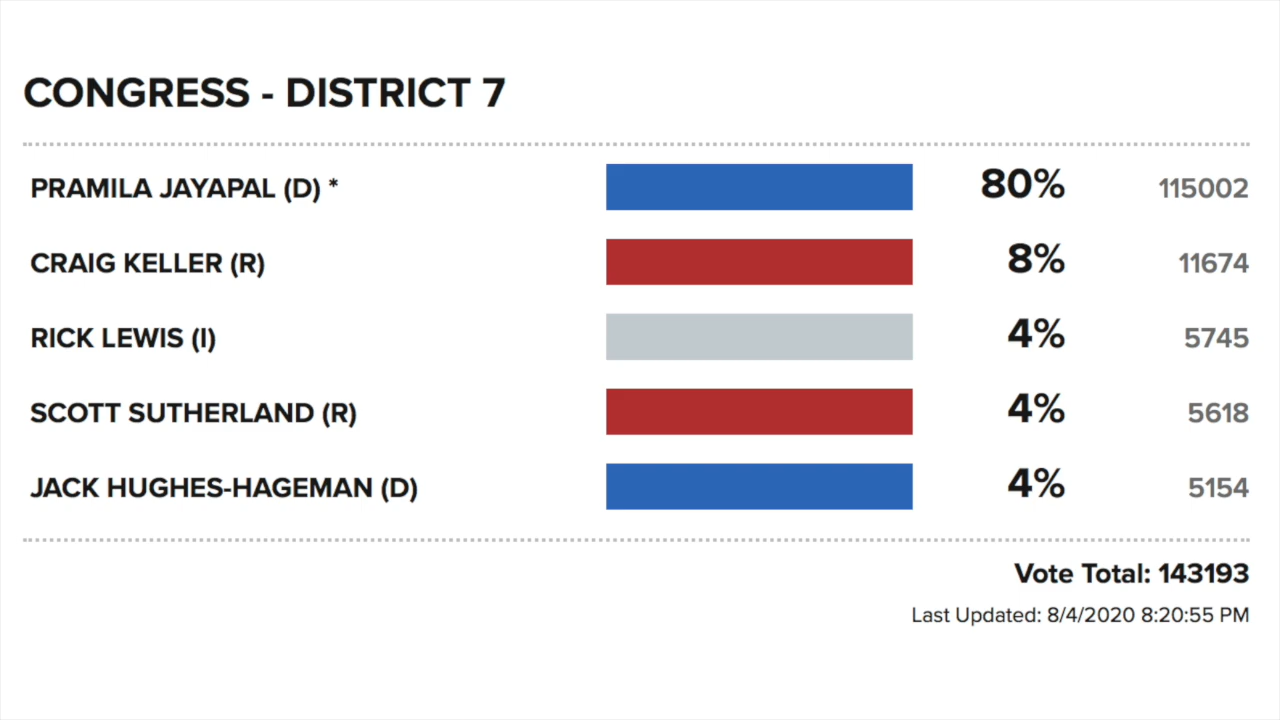 CONGRESS - DISTRICT 7
PRAMILA JAYAPAL (D) * 80% 115002
CRAIG KELLER (R) 8% 11674
RICK LEWIS (I) 4% 5745
SCOTT SUTHERLAND (R) 4% 5618
JACK HUGHES-HAGEMAN (D) 4% 5154
Vote Total: 143193
Last Updated: 8/4/2020 8:20:55 PM